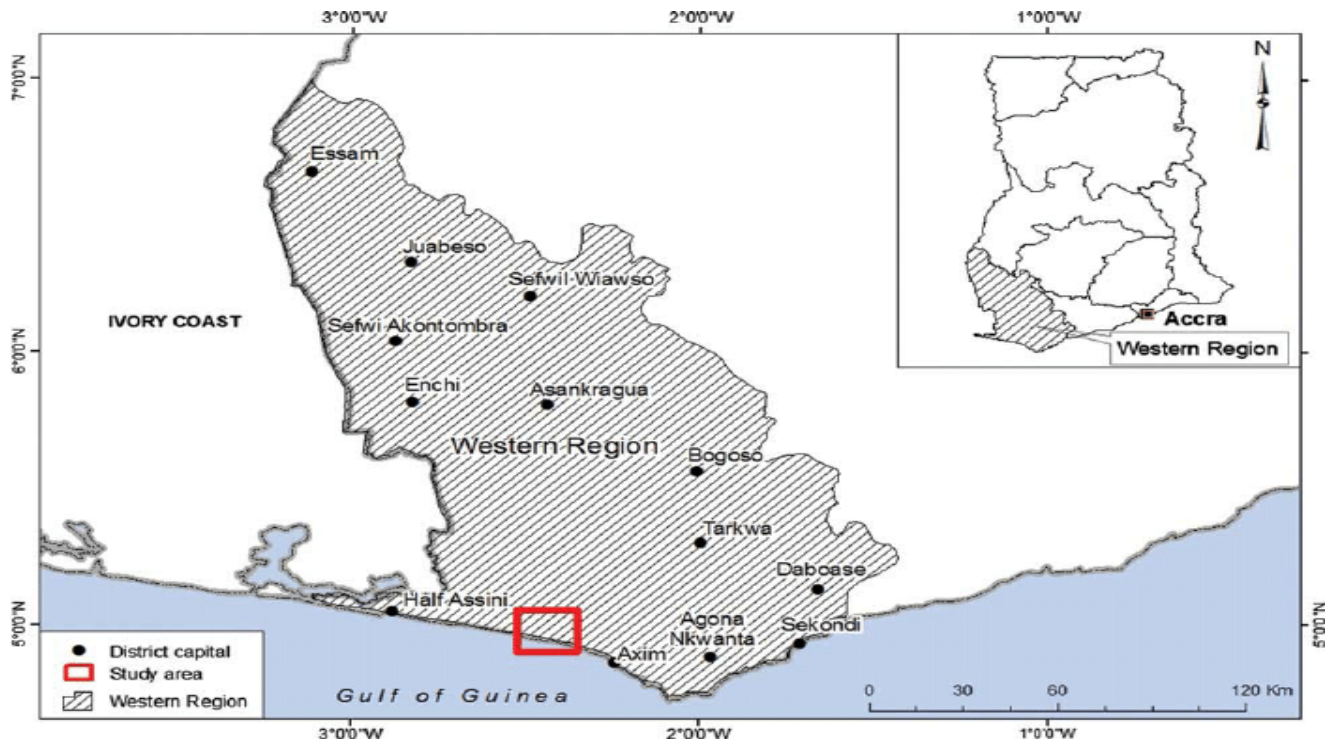 3°0'0"W 2°0'0"W 1°0'0"W
7°0'0"N
6°0'0"N
5°0'0"N
5°0'0"N
N
Accra
Western Region
Essam
Juabeso
Sefwil Wiawso
IVORY COAST
Sefwi Akontombra
Enchi
Asankragua
Western Region
Bogoso
Tarkwa
Daboase
Half Assini
Agona
Nkwanta
Sekondi
Axim
District capital
Study area
Western Region
Gulf of Guinea
0 30 60 120 Km
3°0'0"W 2°0'0"W 1°0'0"W